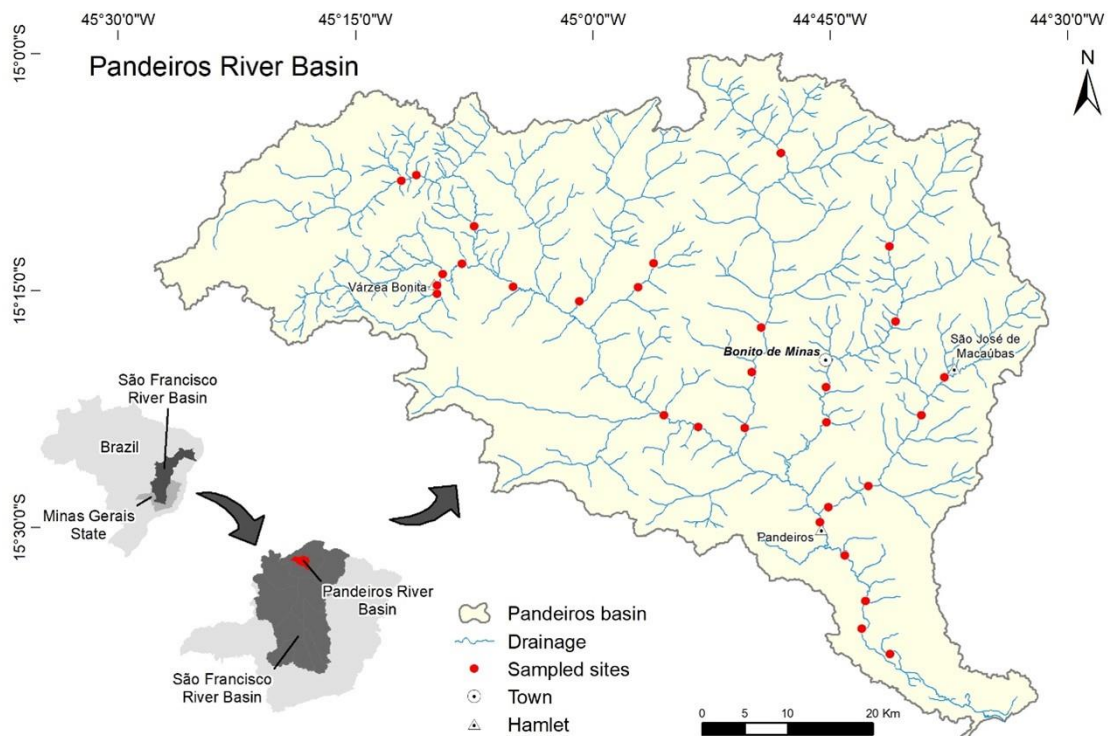 45°30'0"W
45°15'0"W
45°0'0"W
44°45'0"W
44°30'0"W
15°0'0"S
Pandeiros River Basin
N
15°15'0"S
Várzea Bonita
Bonito de Minas
São José de
Macaúbas
São Francisco
River Basin
Brazil
Minas Gerais
State
15°30'0"S
Pandeiros
Pandeiros River
Basin
São Francisco
River Basin
Pandeiros basin
Drainage
Sampled sites
Town
Hamlet
0 5 10 20 Km